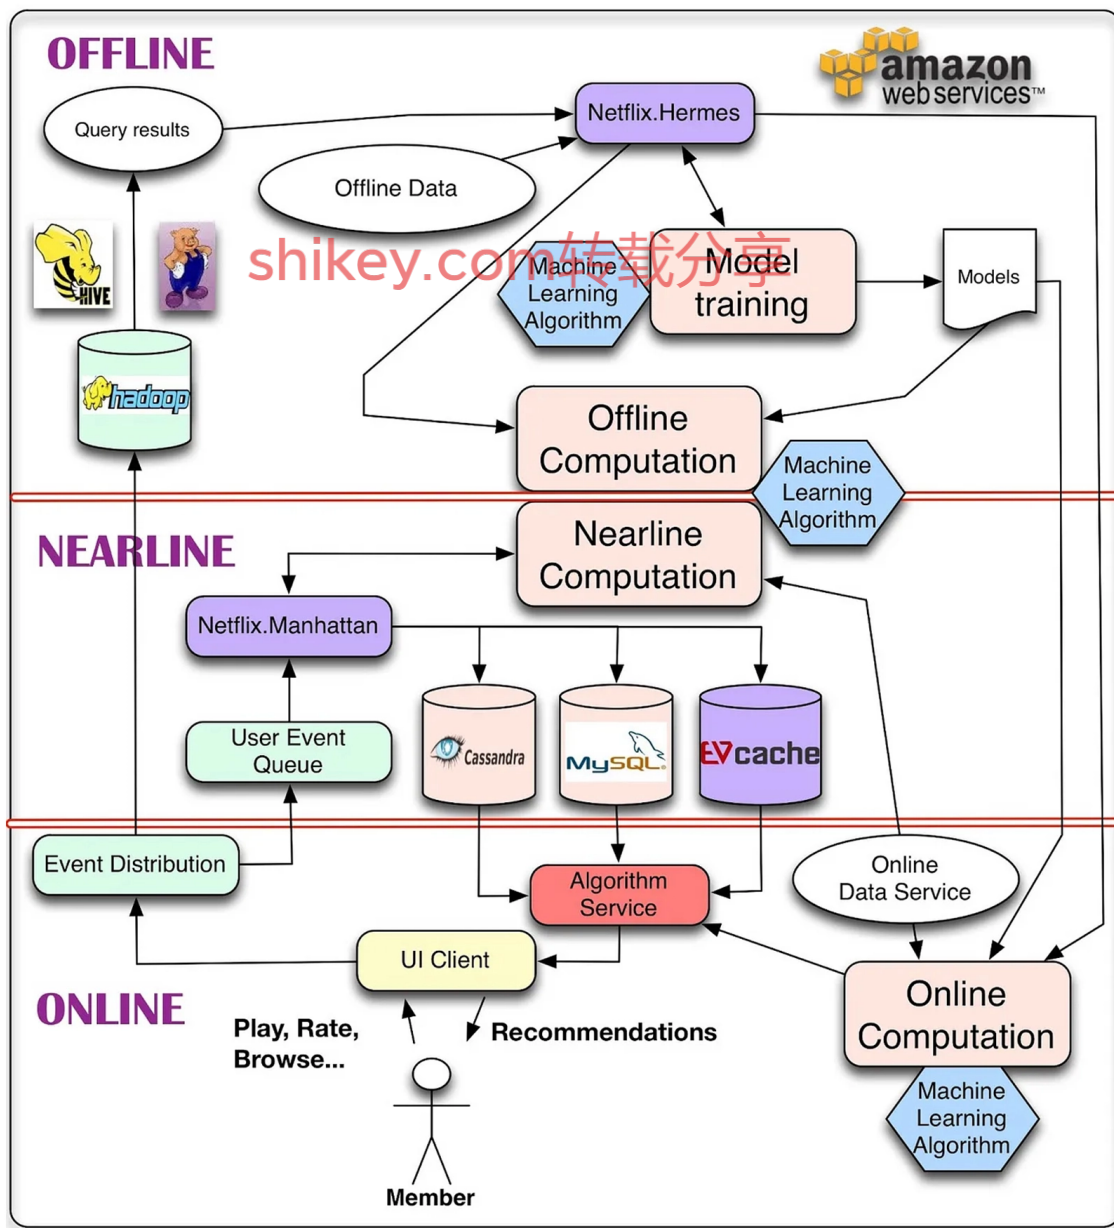 OFFLINE
amazon
web services™
Query results
Netflix.Hermes
Offline Data
shikey.com转载分享
HIVE
Machine
Learning
Algorithm
Model
training
Models
hadoop
Offline
Computation
Machine
Learning
Algorithm
NEARLINE
Nearline
Computation
Netflix.Manhattan
User Event
Queue
Cassandra
MySQL®
EVcache
Event Distribution
Algorithm
Service
Online
Data Service
UI Client
ONLINE
Play, Rate,
Browse...
Recommendations
Online
Computation
Machine
Learning
Algorithm
Member